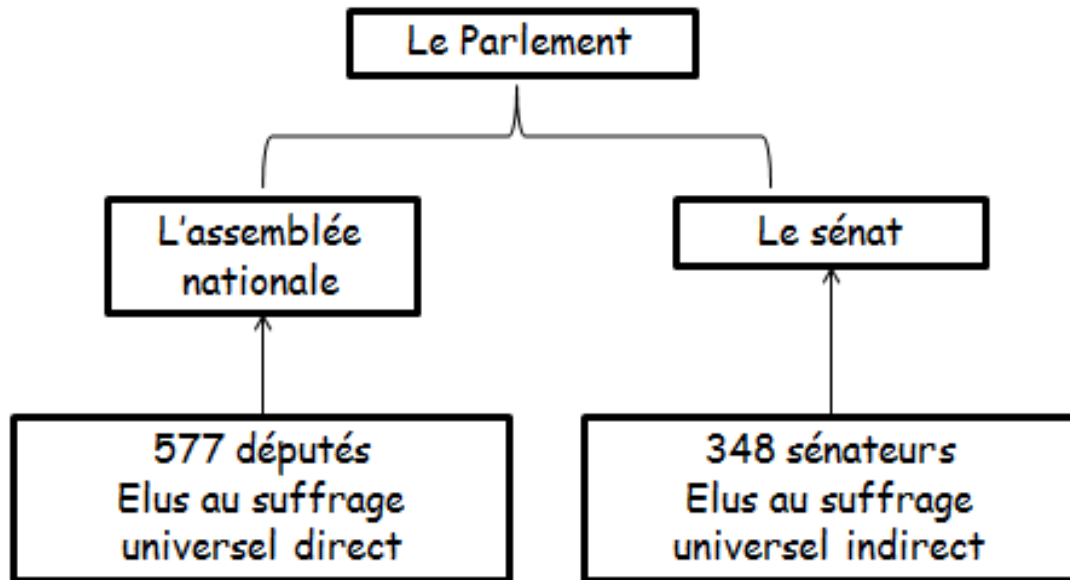 Le Parlement
L'assemblée
nationale
Le sénat
577 députés
Elus au suffrage
universel direct
348 sénateurs
Elus au suffrage
universel indirect